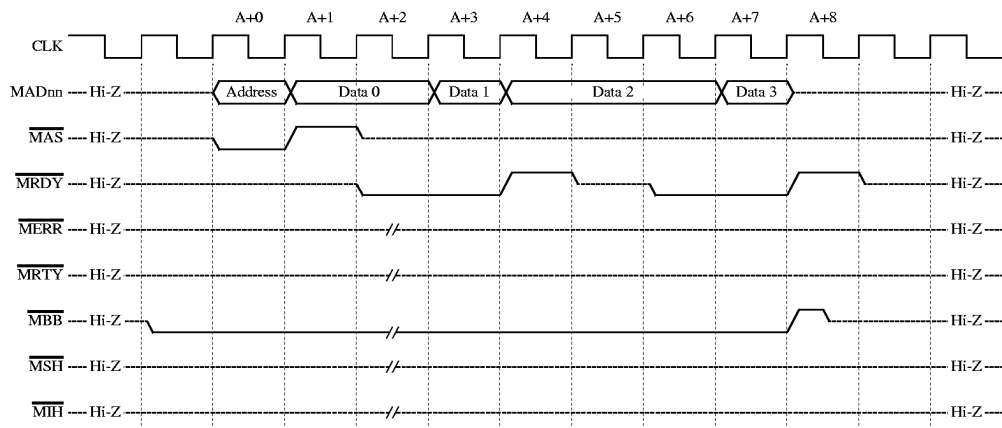 A+0 A+1 A+2 A+3 A+4 A+5 A+6 A+7 A+8
CLK
MADnn Hi-Z Address Data 0 Data 1 Data 2 Data 3 Hi-Z
MAS Hi-Z Hi-Z
MRDY Hi-Z Hi-Z
MERR Hi-Z Hi-Z
MRTY Hi-Z Hi-Z
MBB Hi-Z Hi-Z
MSH Hi-Z Hi-Z
MIH Hi-Z Hi-Z